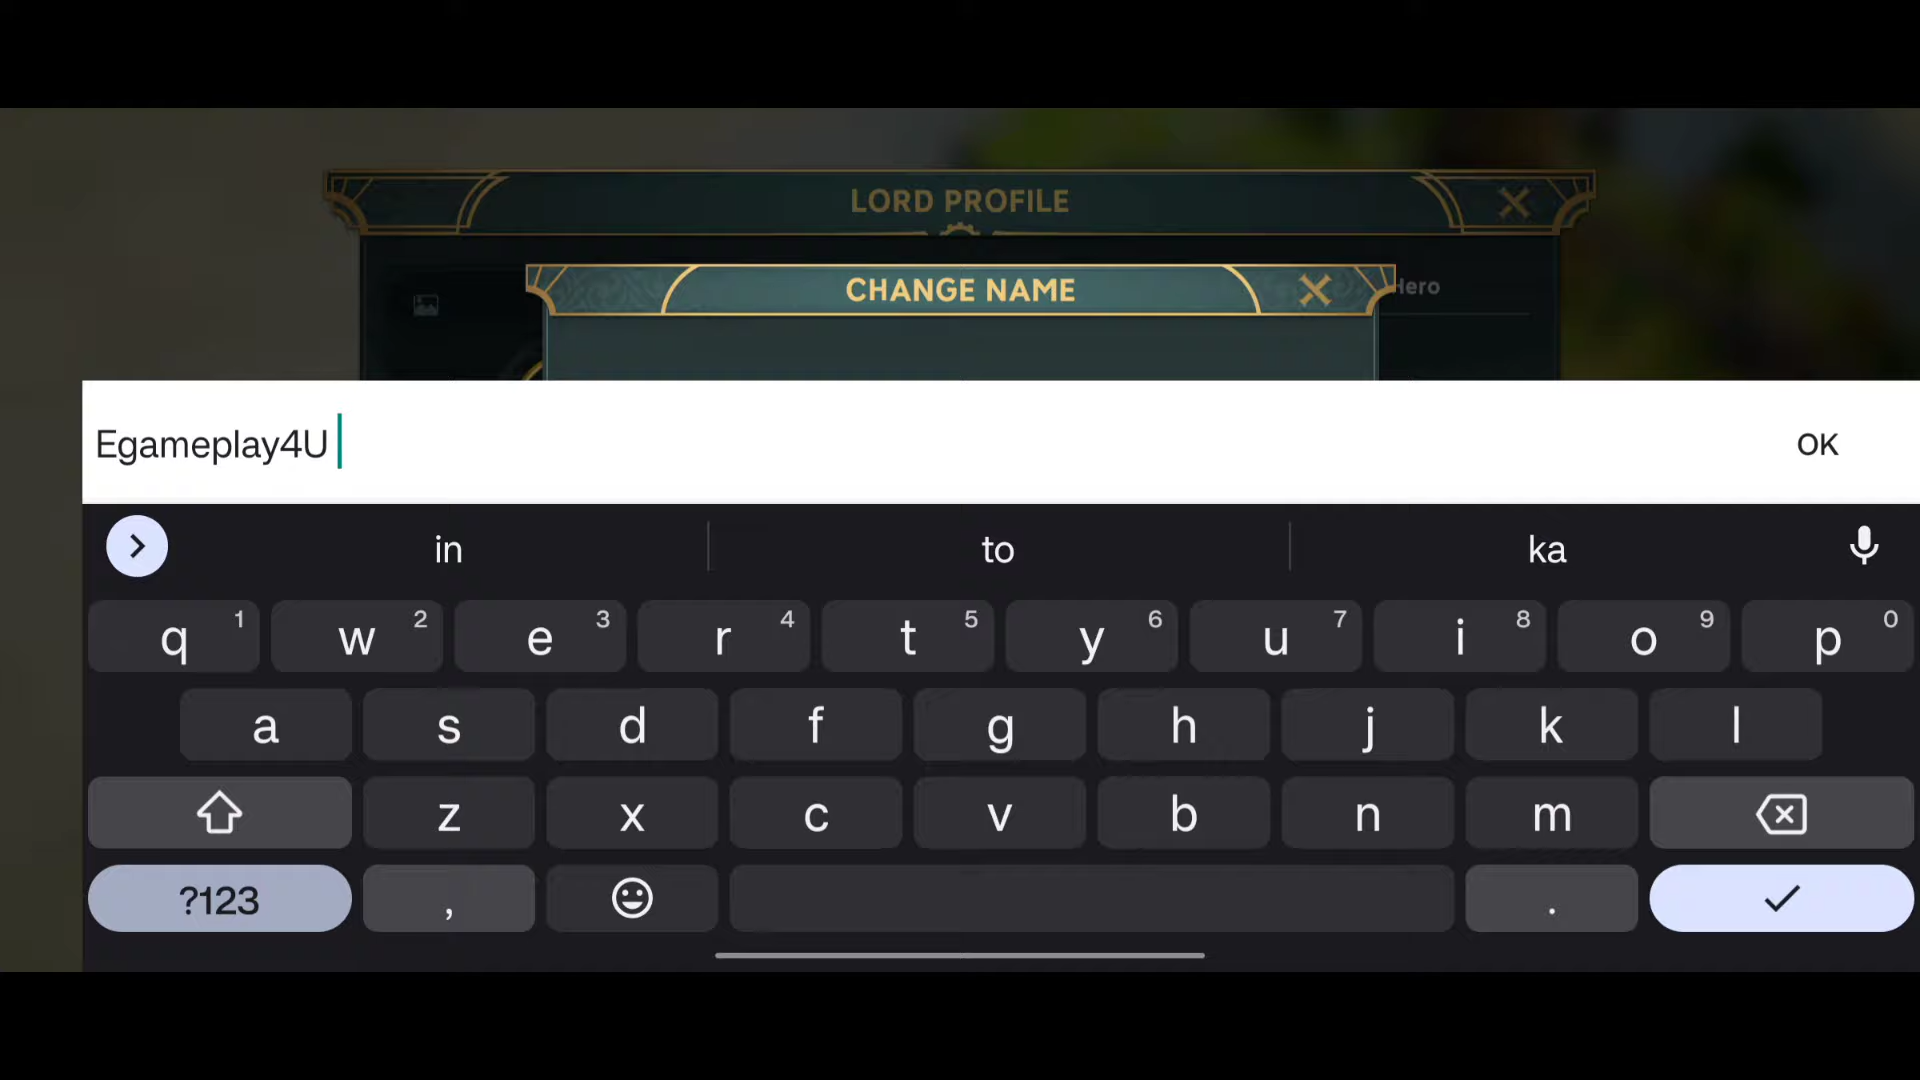 LORD PROFILE
CHANGE NAME
Hero
Egameplay4U
OK
in to ka
q 1 w 2 e 3 r 4 t 5 y 6 u 7 i 8 o 9 p 0
a s d f g h j k l
z x c v b n m
?123 , .